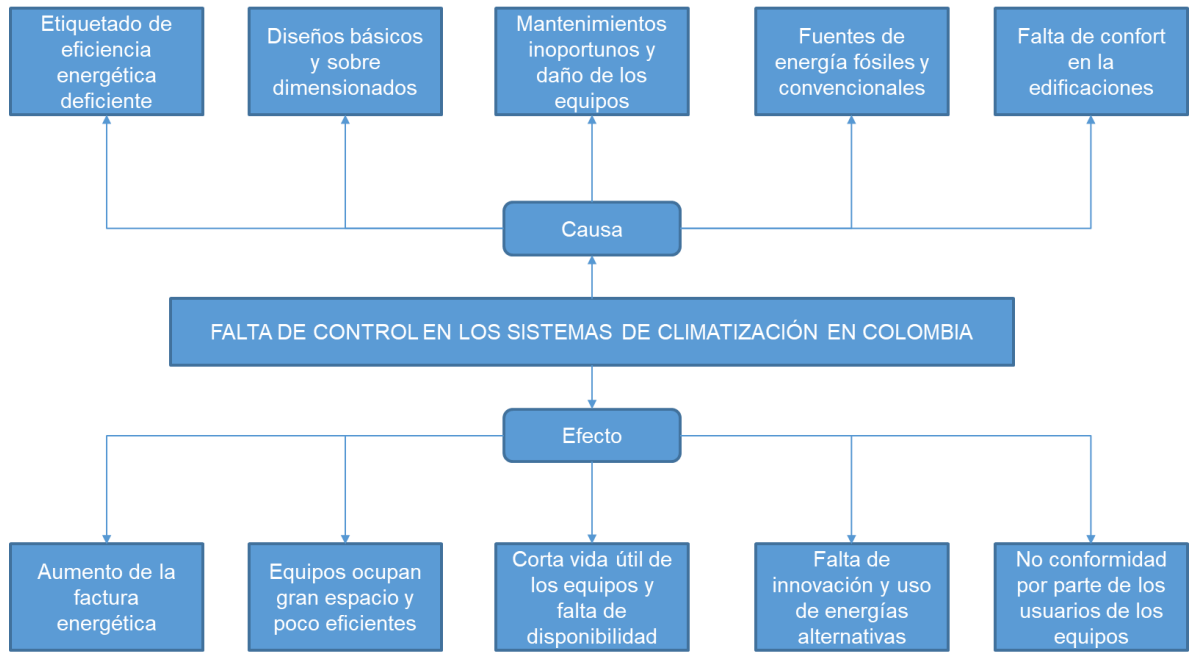 Etiquetado de
eficiencia
energética
deficiente
Diseños básicos
y sobre
dimensionados
Mantenimientos
inoportunos y
daño de los
equipos
Fuentes de
energía fósiles y
convencionales
Falta de confort
en la
edificaciones
Causa
FALTA DE CONTROL EN LOS SISTEMAS DE CLIMATIZACIÓN EN COLOMBIA
Efecto
Aumento de la
factura
energética
Equipos ocupan
gran espacio y
poco eficientes
Corta vida útil de
los equipos y
falta de
disponibilidad
Falta de
innovación y uso
de energías
alternativas
No conformidad
por parte de los
usuarios de los
equipos